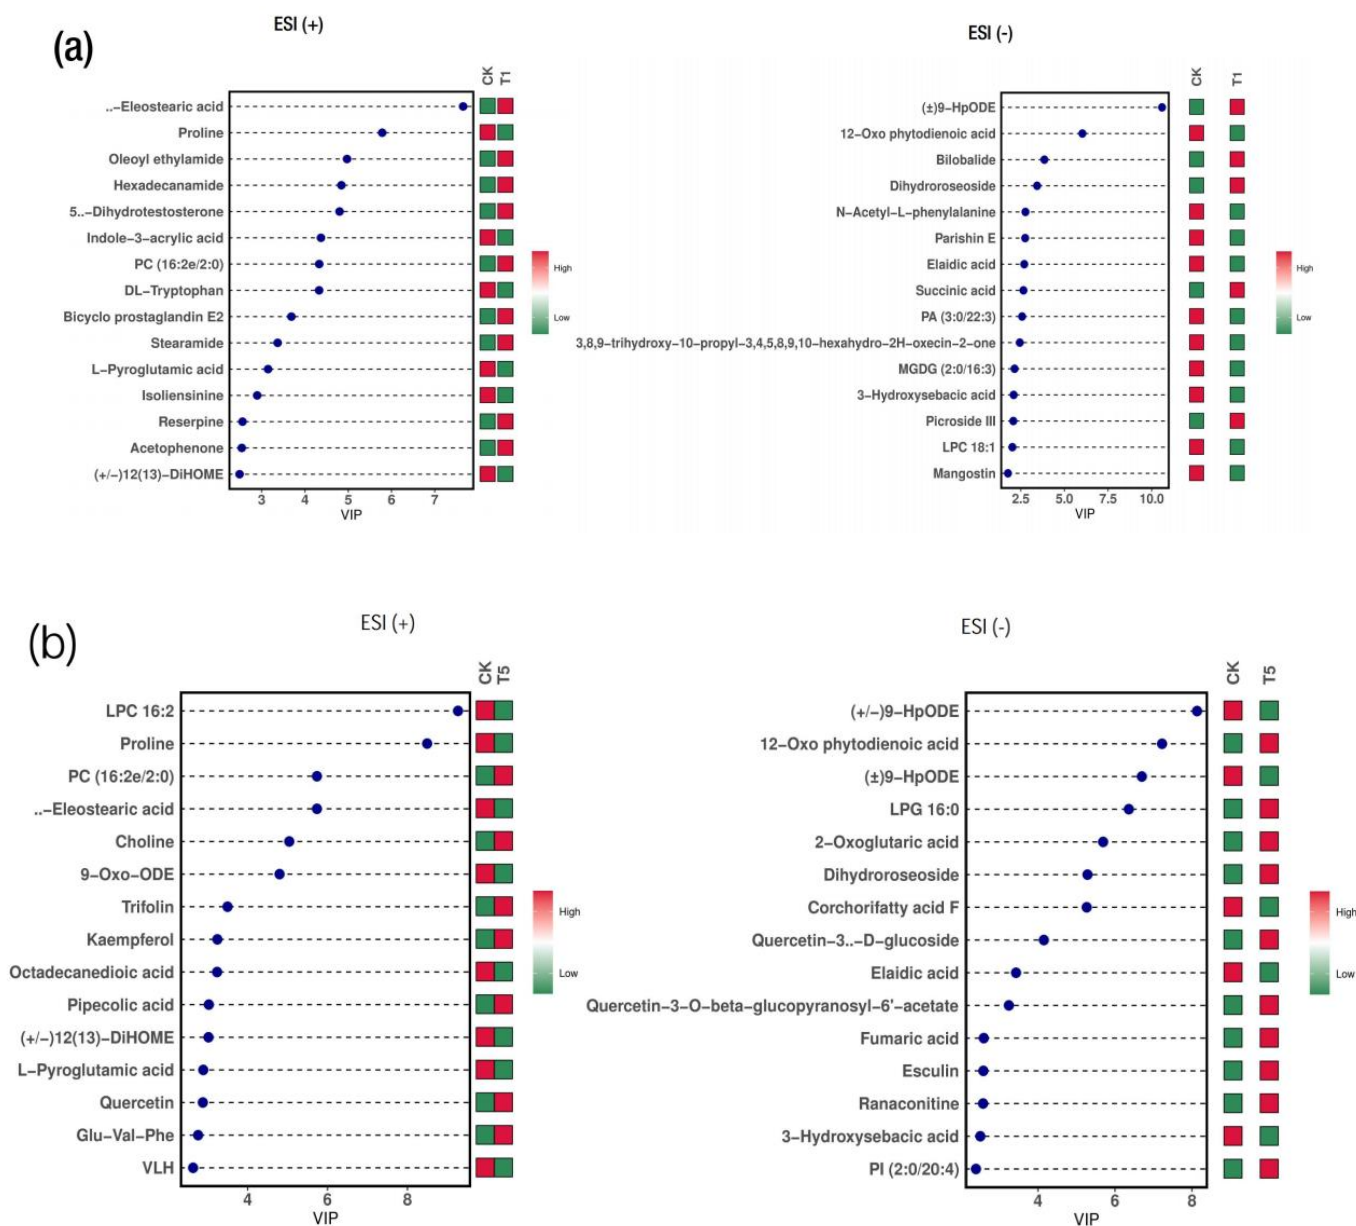 (a)
ESI (+)
CK
T1
..–Eleostearic acid
Proline
Oleoyl ethylamide
Hexadecanamide
5..–Dihydrotestosterone
Indole–3–acrylic acid
PC (16:2e/2:0)
DL–Tryptophan
Bicyclo prostaglandin E2
Stearamide
L–Pyroglutamic acid
Isoliensinine
Reserpine
Acetophenone
(+/–)12(13)–DiHOME
3 4 5 6 7
VIP
High
Low
ESI (-)
CK
T1
(±)9–HpODE
12–Oxo phytodienoic acid
Bilobalide
Dihydroroseoside
N–Acetyl–L–phenylalanine
Parishin E
Elaidic acid
Succinic acid
PA (3:0/22:3)
3,8,9–trihydroxy–10–propyl–3,4,5,8,9,10–hexahydro–2H–oxecin–2–one
MGDG (2:0/16:3)
3–Hydroxysebacic acid
Picroside III
LPC 18:1
Mangostin
2.5 5.0 7.5 10.0
VIP
High
Low
(b)
ESI (+)
CK
T5
LPC 16:2
Proline
PC (16:2e/2:0)
..–Eleostearic acid
Choline
9–Oxo–ODE
Trifolin
Kaempferol
Octadecanedioic acid
Pipecolic acid
(+/–)12(13)–DiHOME
L–Pyroglutamic acid
Quercetin
Glu–Val–Phe
VLH
4 6 8
VIP
High
Low
ESI (-)
CK
T5
(+/–)9–HpODE
12–Oxo phytodienoic acid
(±)9–HpODE
LPG 16:0
2–Oxoglutaric acid
Dihydroroseoside
Corchorifatty acid F
Quercetin–3..–D–glucoside
Elaidic acid
Quercetin–3–O–beta–glucopyranosyl–6'–acetate
Fumaric acid
Esculin
Ranaconitine
3–Hydroxysebacic acid
PI (2:0/20:4)
4 6 8
VIP
High
Low